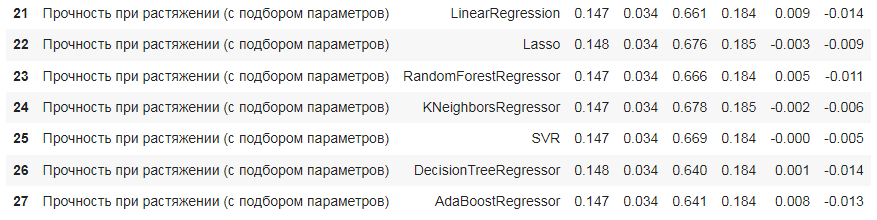 21 Прочность при растяжении (с подбором параметров) LinearRegression 0.147 0.034 0.661 0.184 0.009 -0.014
22 Прочность при растяжении (с подбором параметров) Lasso 0.148 0.034 0.676 0.185 -0.003 -0.009
23 Прочность при растяжении (с подбором параметров) RandomForestRegressor 0.147 0.034 0.666 0.184 0.005 -0.011
24 Прочность при растяжении (с подбором параметров) KNeighborsRegressor 0.147 0.034 0.678 0.185 -0.002 -0.006
25 Прочность при растяжении (с подбором параметров) SVR 0.147 0.034 0.669 0.184 -0.000 -0.005
26 Прочность при растяжении (с подбором параметров) DecisionTreeRegressor 0.148 0.034 0.640 0.184 0.001 -0.014
27 Прочность при растяжении (с подбором параметров) AdaBoostRegressor 0.147 0.034 0.641 0.184 0.008 -0.013